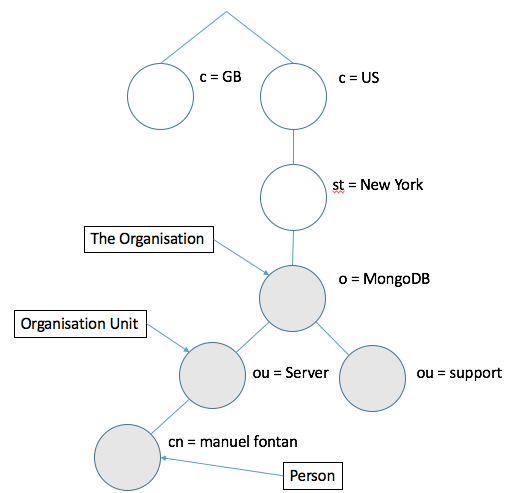 c = GB
c = US
st = New York
The Organisation
o = MongoDB
Organisation Unit
ou = Server
ou = support
cn = manuel fontan
Person